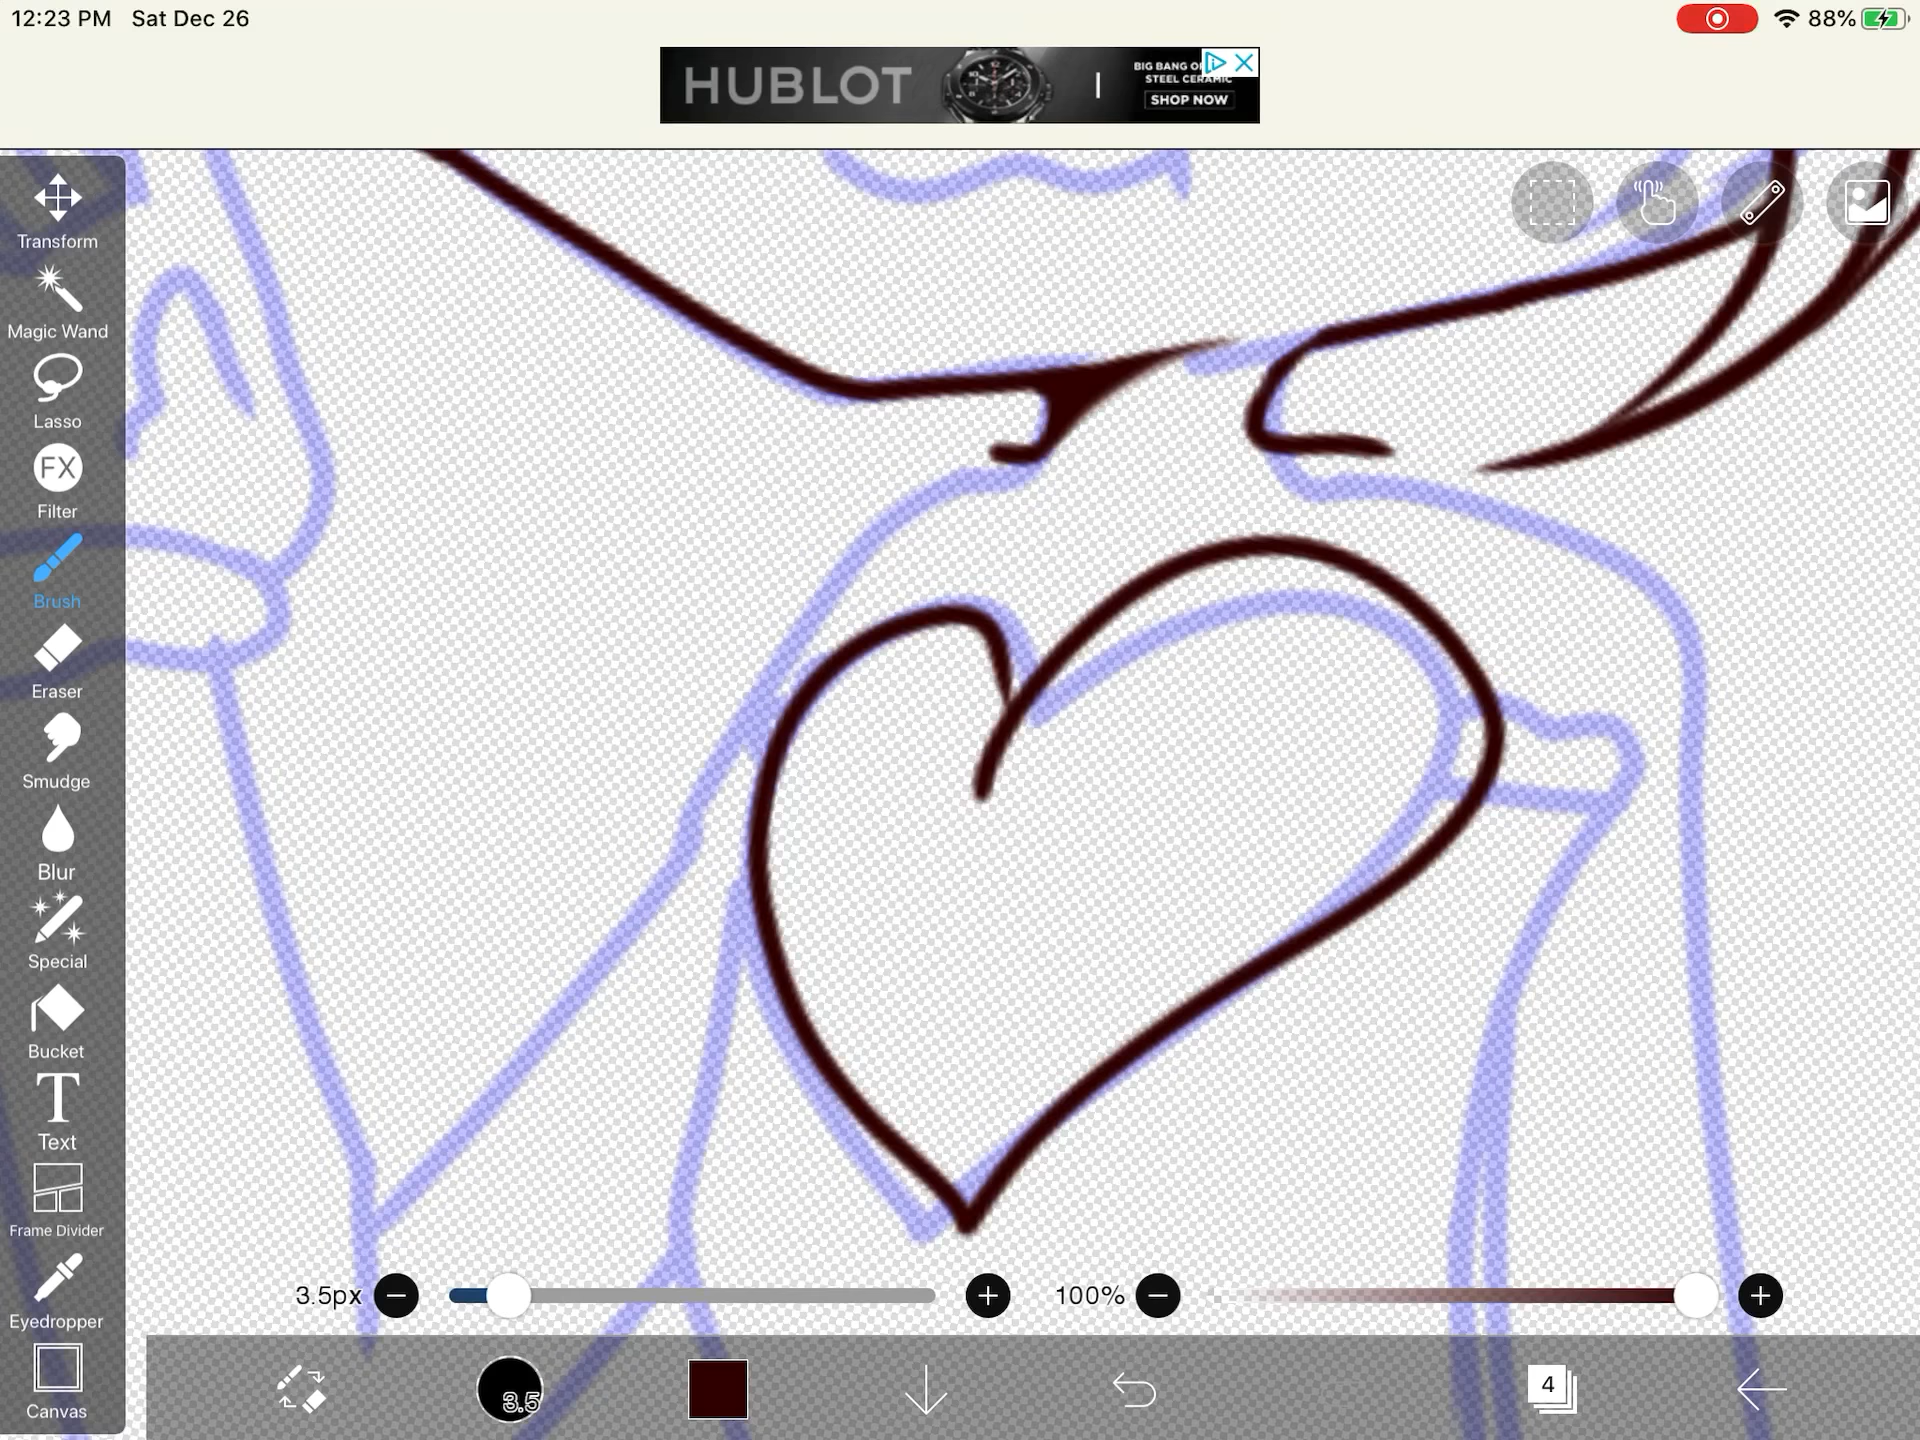 12:23 PM Sat Dec 26
88%
HUBLOT
BIG BANG
STEEL CERAMIC
SHOP NOW
Transform
Magic Wand
Lasso
FX
Filter
Brush
Eraser
Smudge
Blur
Special
Bucket
T
Text
Frame Divider
Eyedropper
Canvas
3.5px
100%
3.5
4